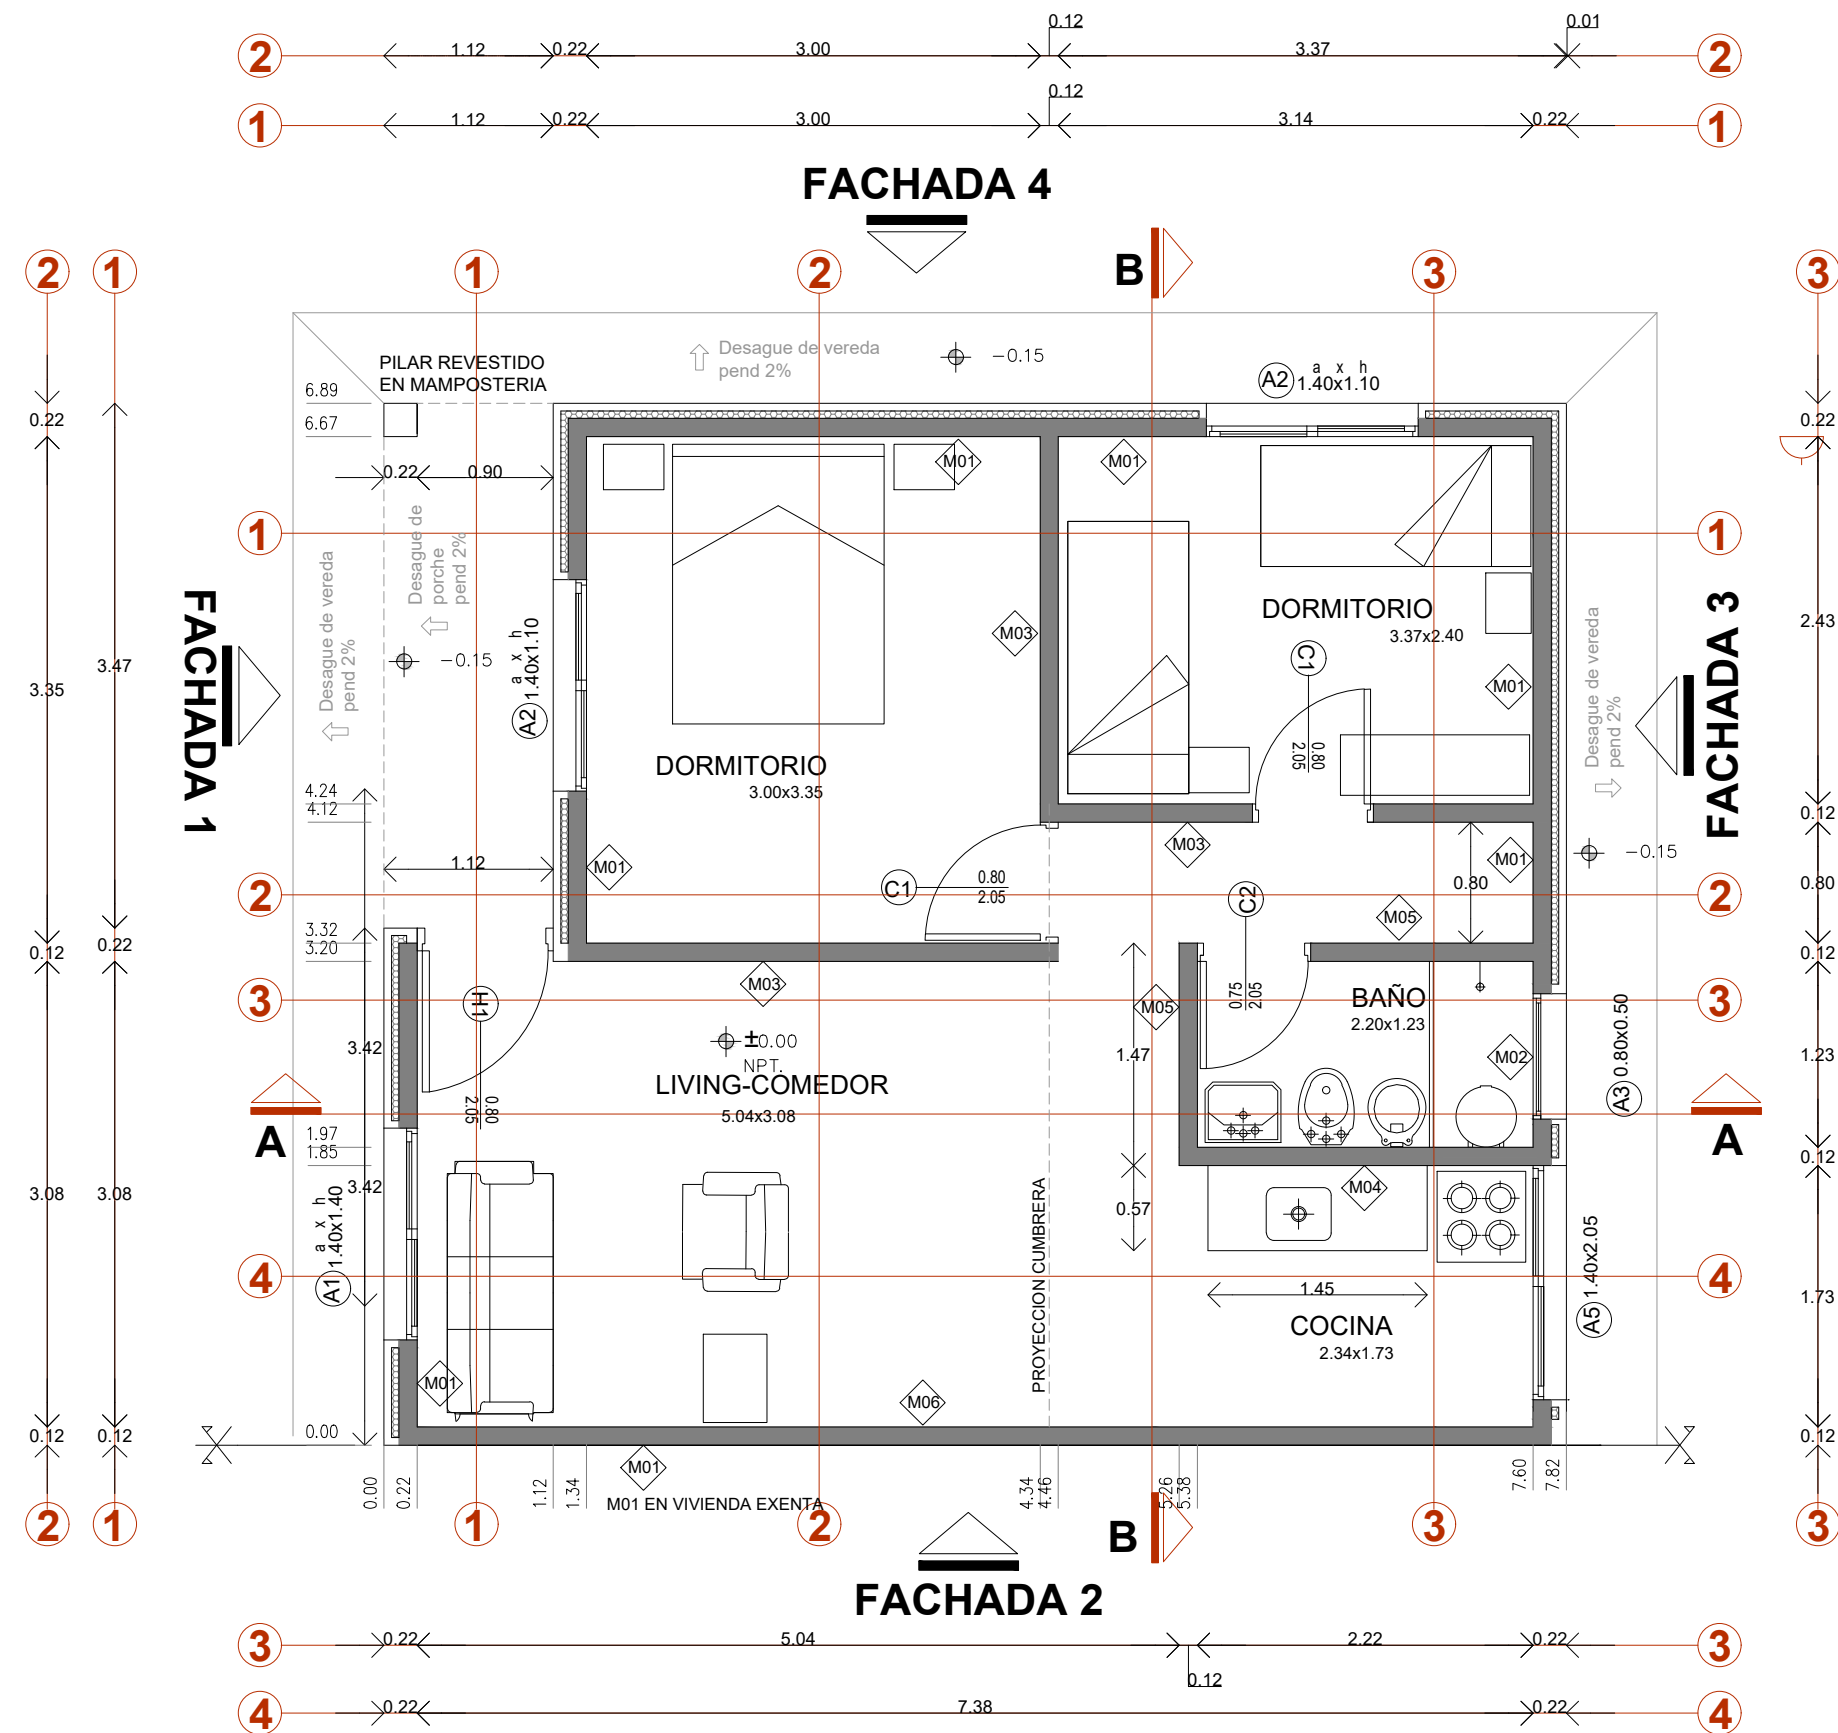 0.12
0.01
2
1.12
0.22
3.00
3.37
2
0.12
1
1.12
0.22
3.00
3.14
0.22
1
FACHADA 4
B
2
1
1
2
3
3
Desague de vereda
pend 2%
-0.15
PILAR REVESTIDO
EN MAMPOSTERIA
a x h
A2 1.40x1.10
6.89
6.67
0.22
0.22
0.22
0.90
M01
M01
1
1
Desague de
porche
pend 2%
Desague de vereda
pend 2%
FACHADA 1
-0.15
a x h
A2 1.40x1.10
M03
DORMITORIO
3.37x2.40
C1
0.80
2.05
M01
Desague de vereda
pend 2%
FACHADA 3
2.43
3.35
3.47
DORMITORIO
3.00x3.35
4.24
4.12
0.12
M03
M01
-0.15
1.12
M01
C1
0.80
2.05
0.80
0.80
2
2
C2
0.75
2.05
M05
3.32
3.20
0.12
0.22
0.12
M03
M05
3
3
H1
0.80
2.05
BAÑO
2.20x1.23
±0.00
NPT.
3.42
1.47
M02
A3 0.80x0.50
1.23
LIVING-COMEDOR
5.04x3.08
A
A
1.97
1.85
0.12
3.08
3.08
3.42
a x h
A1 1.40x1.40
0.57
M04
PROYECCION CUMBRERA
A5 1.40x2.05
4
4
1.45
1.73
COCINA
2.34x1.73
M01
M06
0.00
0.12
0.12
0.12
M01
M01 EN VIVIENDA EXENTA
0.00
0.22
1.12
1.34
4.34
4.46
5.26
5.38
7.60
7.82
2
1
1
2
B
3
3
FACHADA 2
3
0.22
5.04
2.22
0.22
3
0.12
4
0.22
7.38
0.22
4